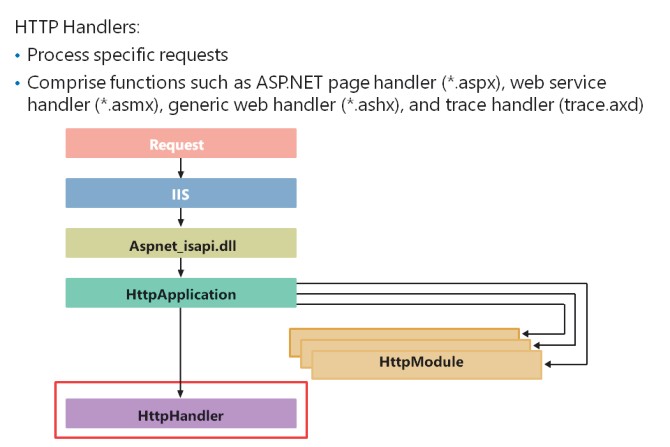 HTTP Handlers:
• Process specific requests
• Comprise functions such as ASP.NET page handler (*.aspx), web service
handler (*.asmx), generic web handler (*.ashx), and trace handler (trace.axd)
Request
IIS
Aspnet_isapi.dll
HttpApplication
HttpModule
HttpHandler